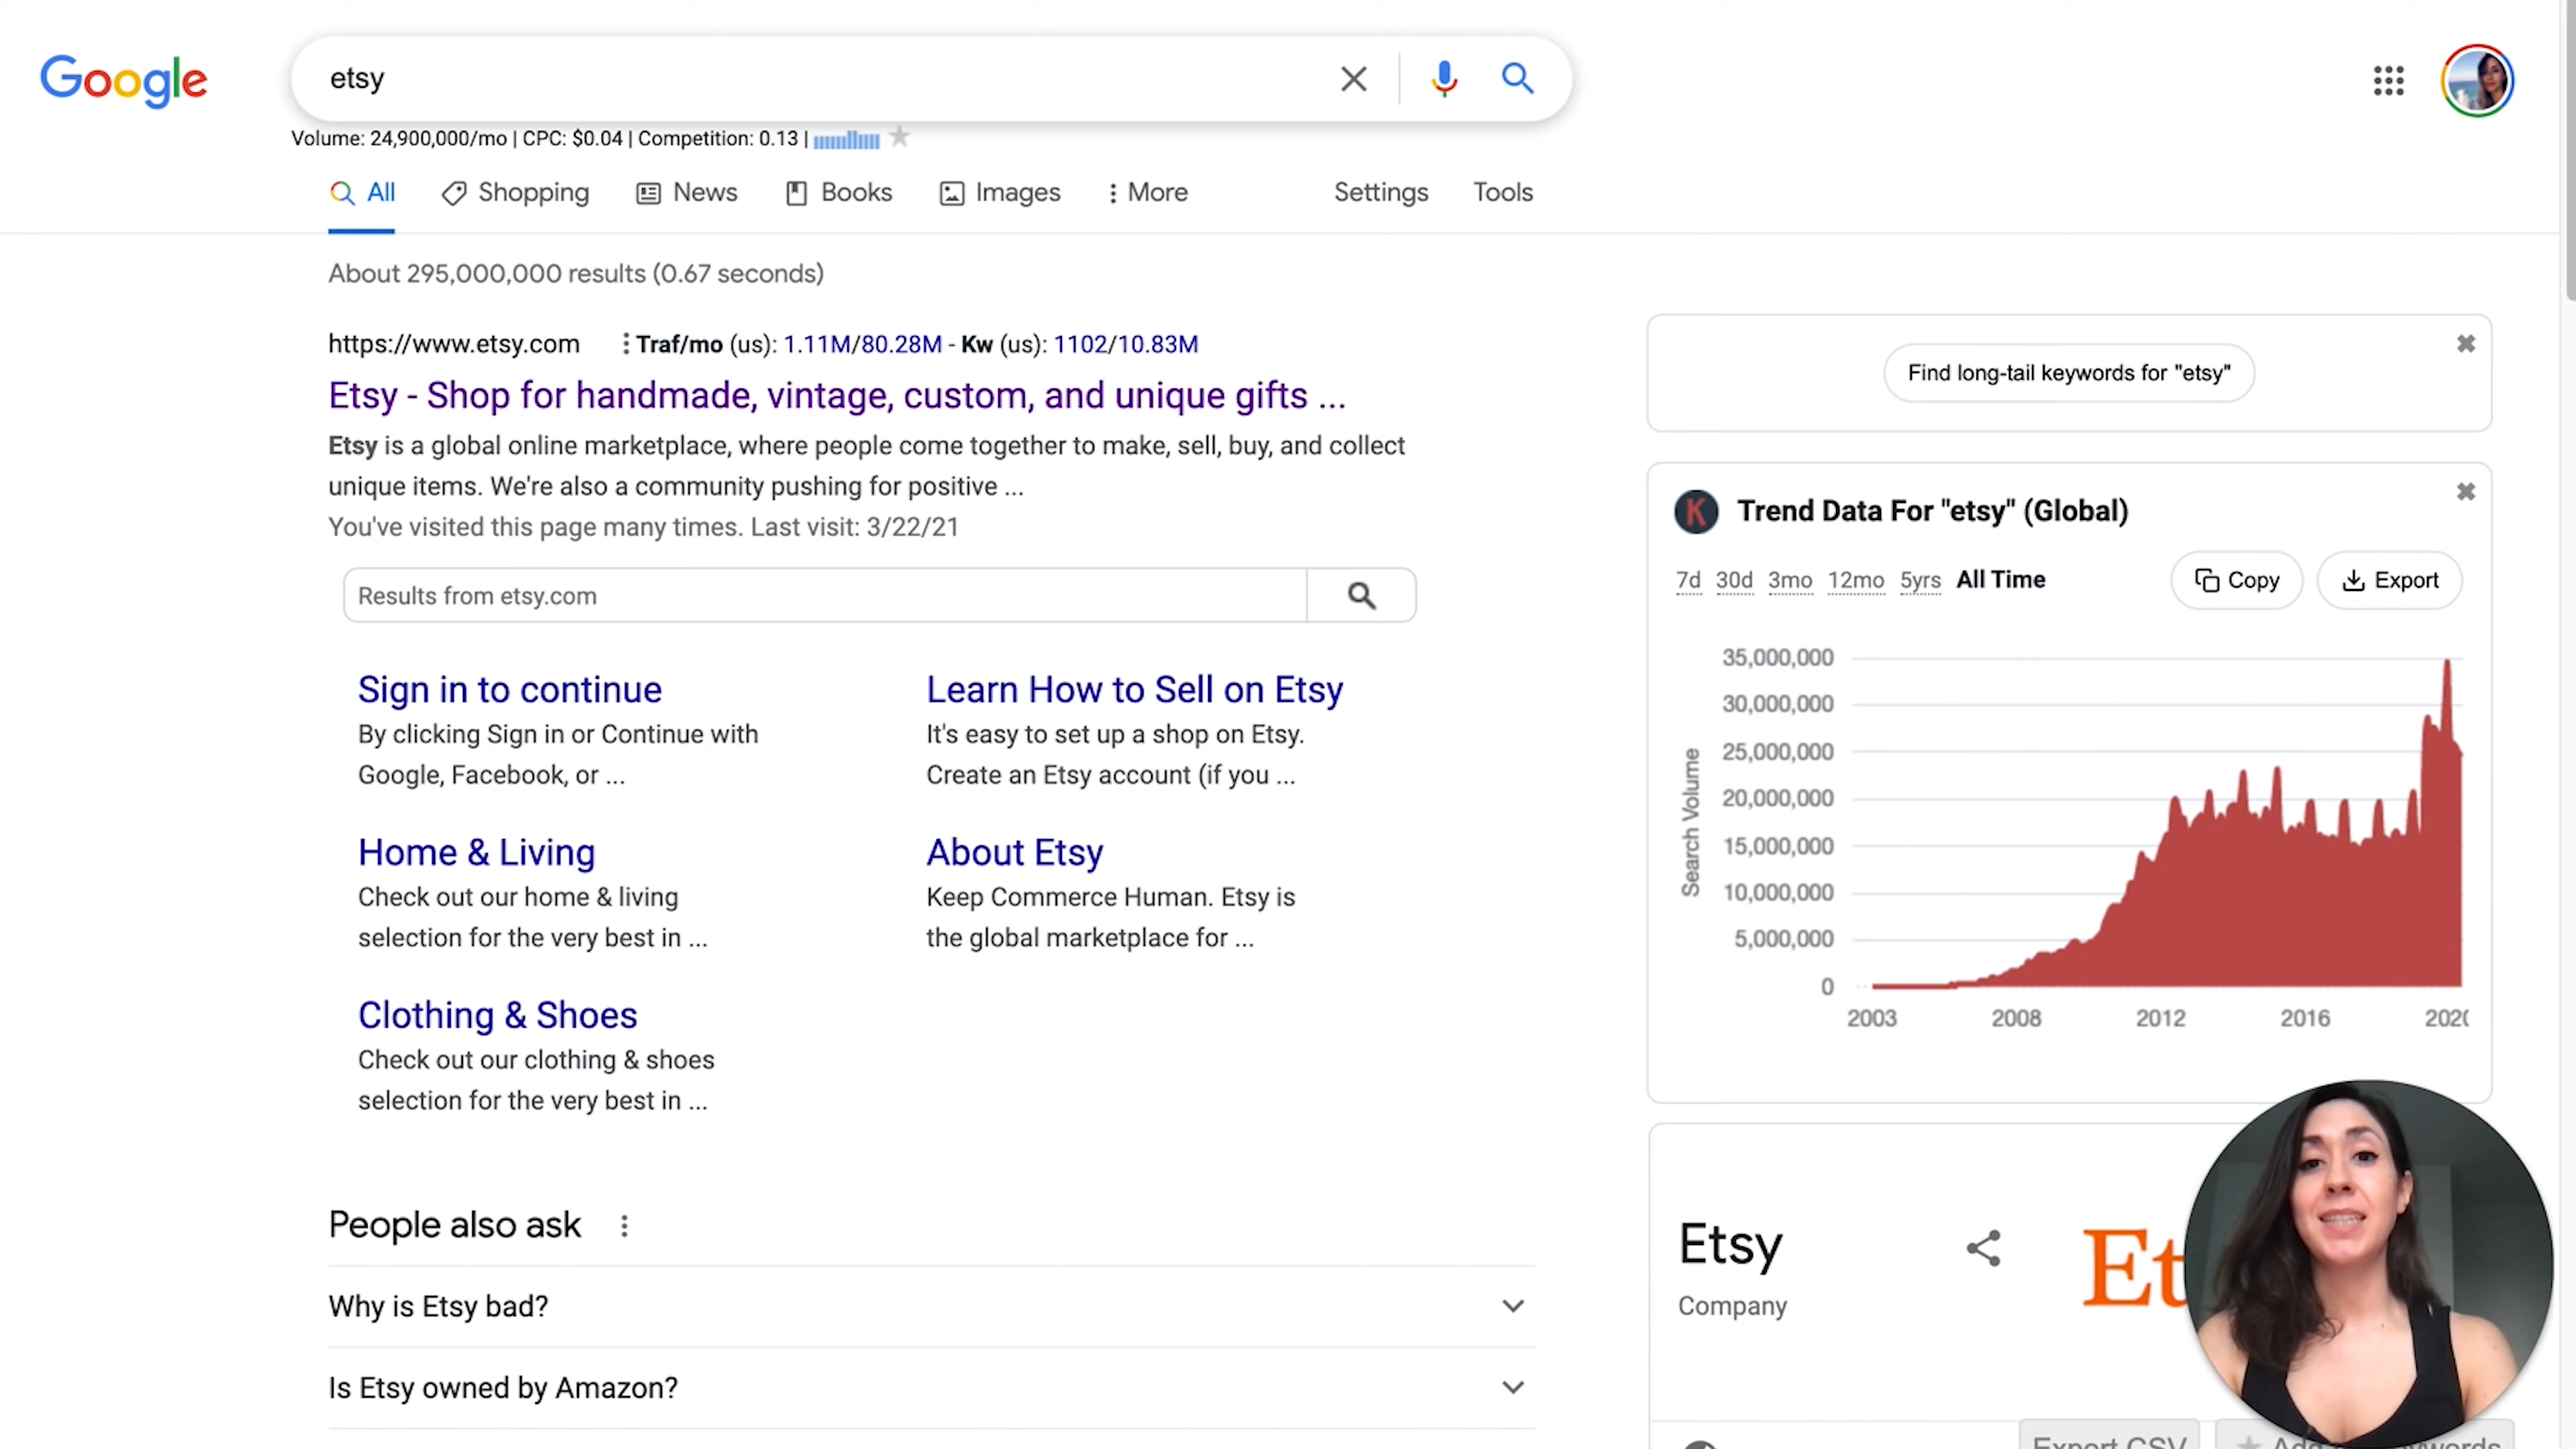 Google
etsy
Volume: 24,900,000/mo | CPC: $0.04 | Competition: 0.13 |
All
Shopping
News
Books
Images
More
Settings
Tools
About 295,000,000 results (0.67 seconds)
https://www.etsy.com
Traf/mo (us): 1.11M/80.28M - Kw (us): 1102/10.83M
Etsy - Shop for handmade, vintage, custom, and unique gifts ...
Etsy is a global online marketplace, where people come together to make, sell, buy, and collect
unique items. We're also a community pushing for positive ...
You've visited this page many times. Last visit: 3/22/21
Results from etsy.com
Sign in to continue
By clicking Sign in or Continue with
Google, Facebook, or ...
Learn How to Sell on Etsy
It's easy to set up a shop on Etsy.
Create an Etsy account (if you ...
Home & Living
Check out our home & living
selection for the very best in ...
About Etsy
Keep Commerce Human. Etsy is
the global marketplace for ...
Clothing & Shoes
Check out our clothing & shoes
selection for the very best in ...
People also ask
Why is Etsy bad?
Is Etsy owned by Amazon?
Find long-tail keywords for "etsy"
K
Trend Data For "etsy" (Global)
7d 30d 3mo 12mo 5yrs All Time
Copy
Export
Search Volume
35,000,000
30,000,000
25,000,000
20,000,000
15,000,000
10,000,000
5,000,000
0
2003 2008 2012 2016 202
Etsy
Company
Et
Export CSV